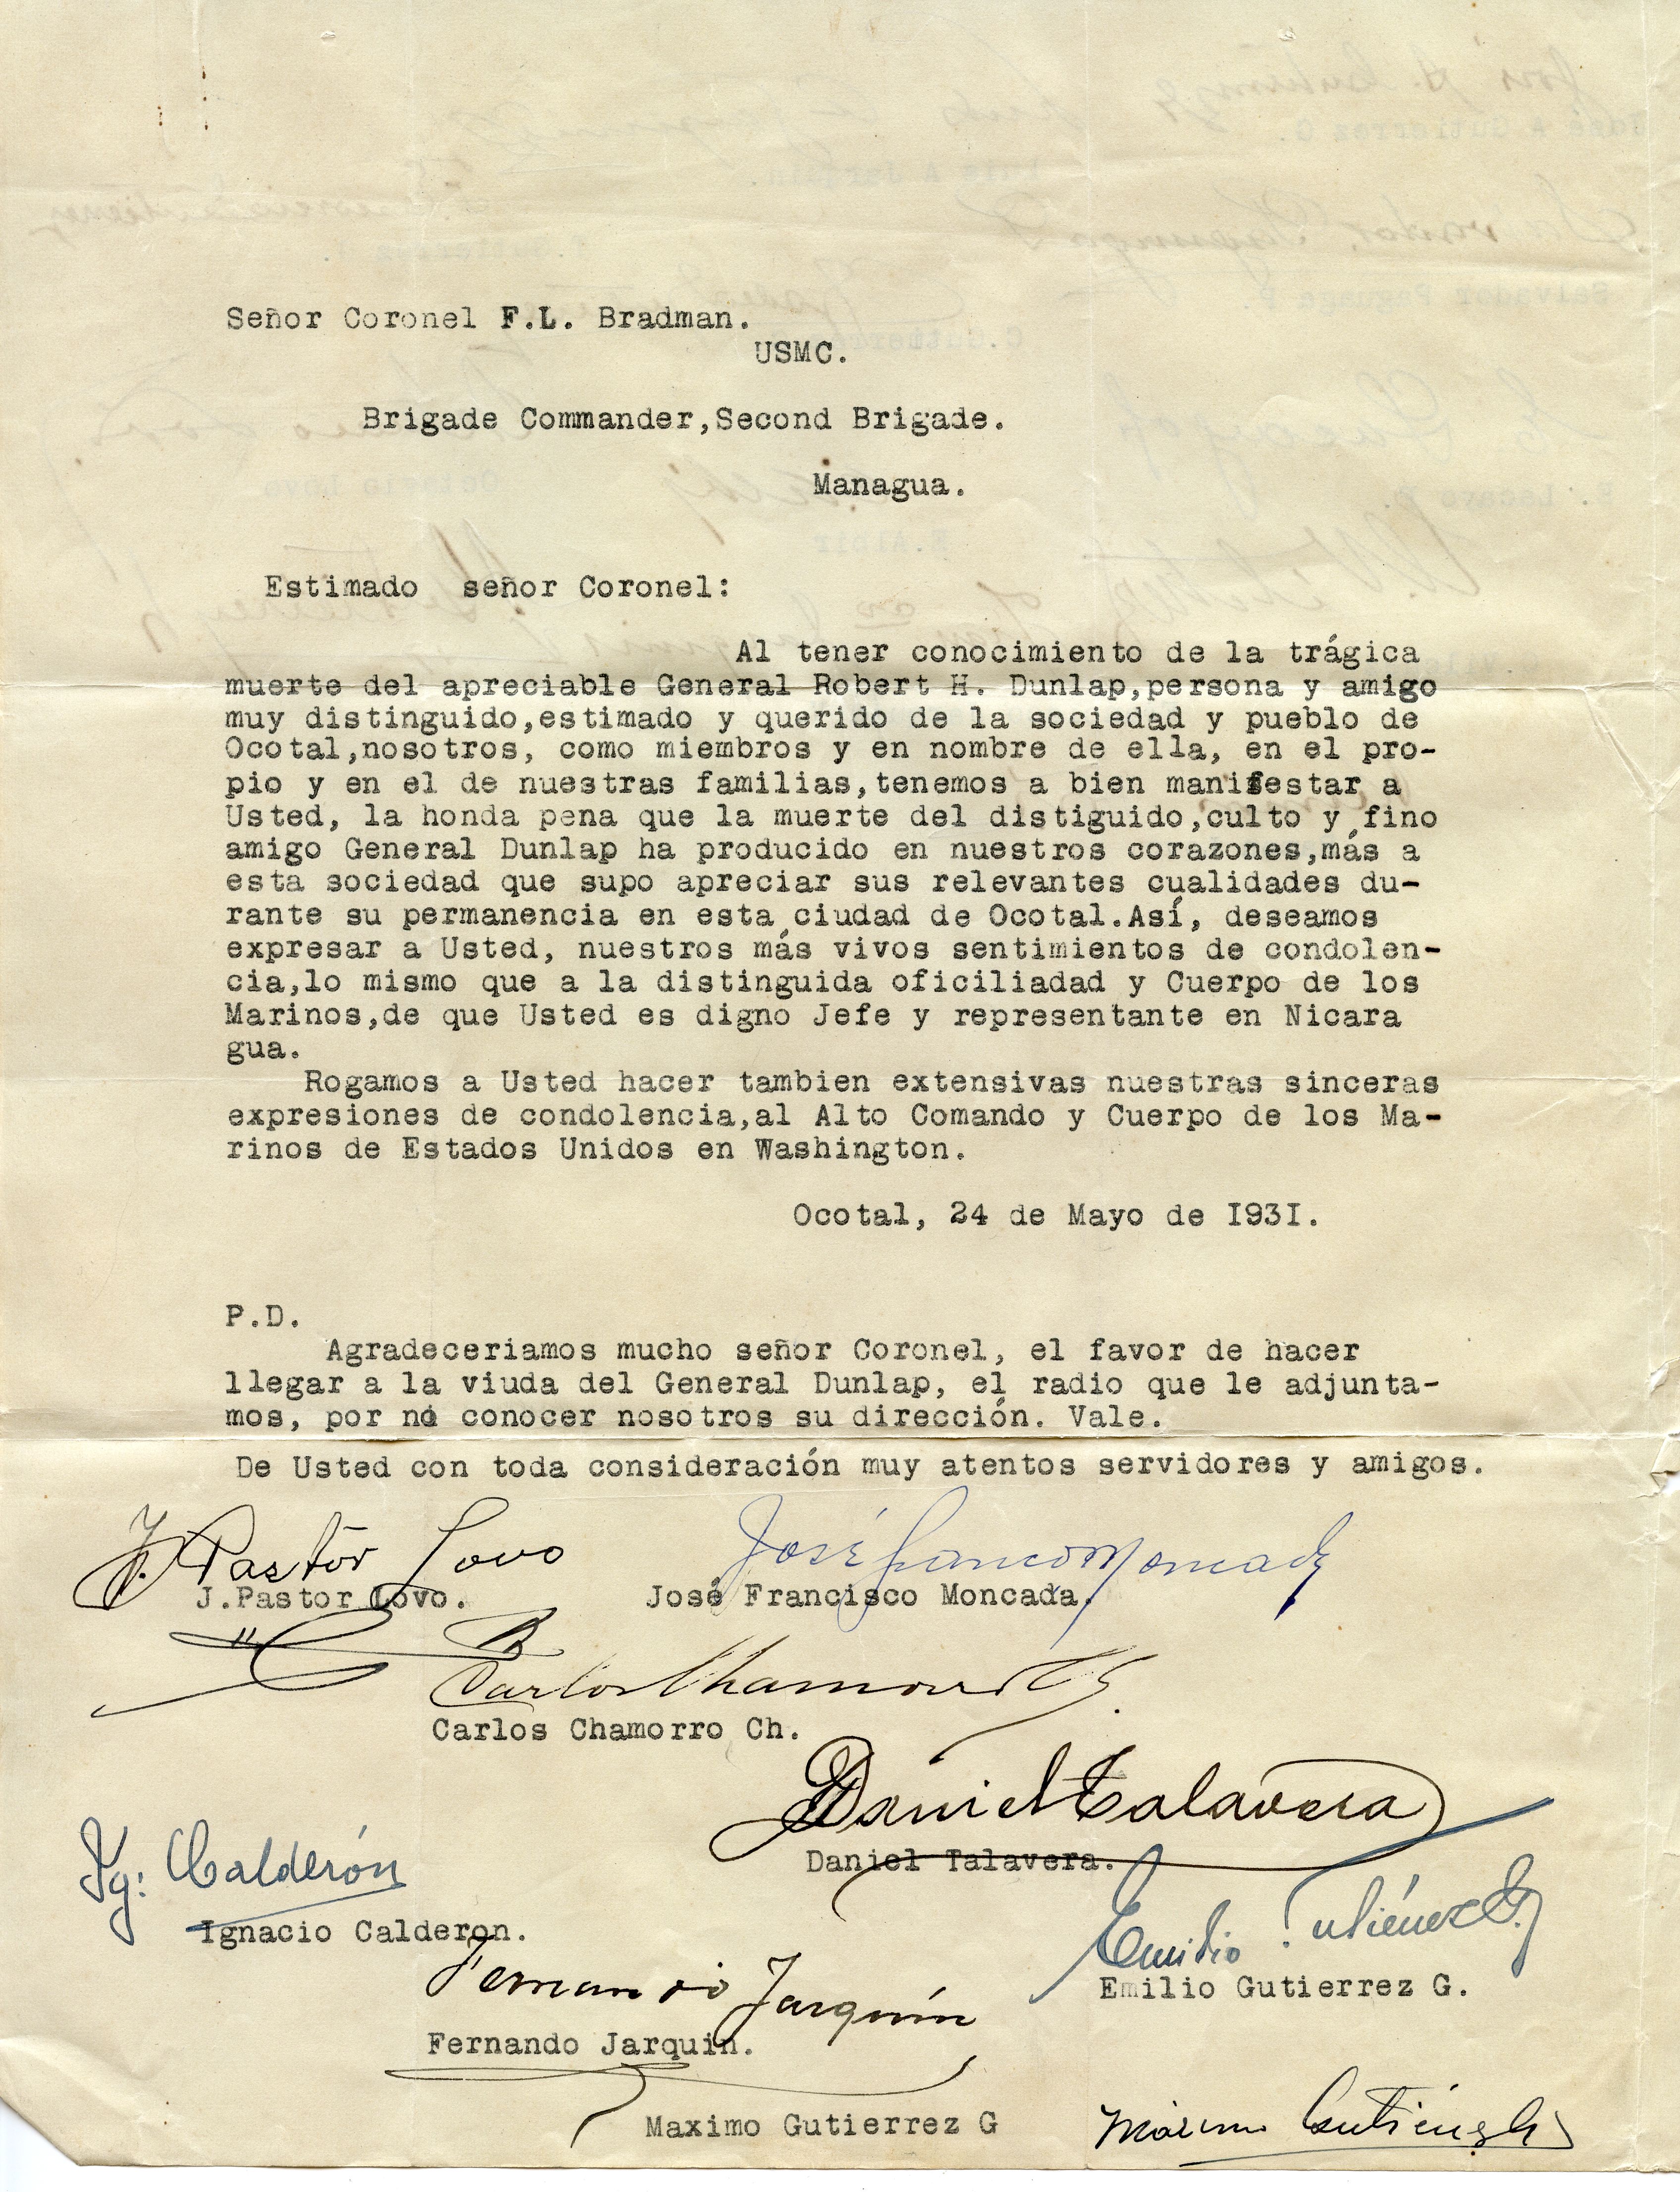 Señor Coronel F.L. Bradman.
USMC.
Brigade Commander,Second Brigade.
Managua.
Estimado señor Coronel:
Al tener conocimiento de la trágica
muerte del apreciable General Robert H. Dunlap,persona y amigo
muy distinguido,estimado y querido de la sociedad y pueblo de
Ocotal,nosotros, como miembros y en nombre de ella, en el pro-
pio y en el de nuestras familias,tenemos a bien manifestar a
Usted, la honda pena que la muerte del distiguido,culto y fino
amigo General Dunlap ha producido en nuestros corazones,más a
esta sociedad que supo apreciar sus relevantes cualidades du-
rante su permanencia en esta ciudad de Ocotal.Así, deseamos
expresar a Usted, nuestros más vivos sentimientos de condolen-
cia,lo mismo que a la distinguida oficiliadad y Cuerpo de los
Marinos,de que Usted es digno Jefe y representante en Nicara
gua.
Rogamos a Usted hacer tambien extensivas nuestras sinceras
expresiones de condolencia,al Alto Comando y Cuerpo de los Ma-
rinos de Estados Unidos en Washington.
Ocotal, 24 de Mayo de I93I.
P.D.
Agradeceriamos mucho señor Coronel, el favor de hacer
llegar a la viuda del General Dunlap, el radio que le adjunta-
mos, por no conocer nosotros su dirección. Vale.
De Usted con toda consideración muy atentos servidores y amigos.
J. Pastor Lovo José Franco Moncada
J.Pastor Lovo. José Francisco Moncada.
Carlos Chamorro
Carlos Chamorro Ch.
Daniel Talavera
Daniel Talavera.
Yg: Calderón
Ignacio Calderon.
Emilio Gutiérrez G.
Emilio Gutierrez G.
Fernando Jarquín
Fernando Jarquin.
Maximo Gutierrez G Máximo Gutiérrez G